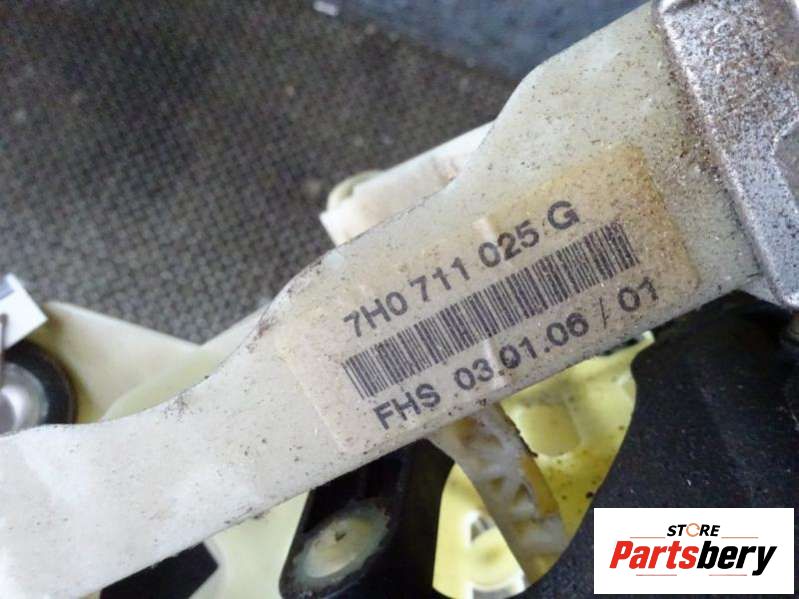 7H0 711 025 G
FHS 03.01.06 / 01
STORE
Partsbery